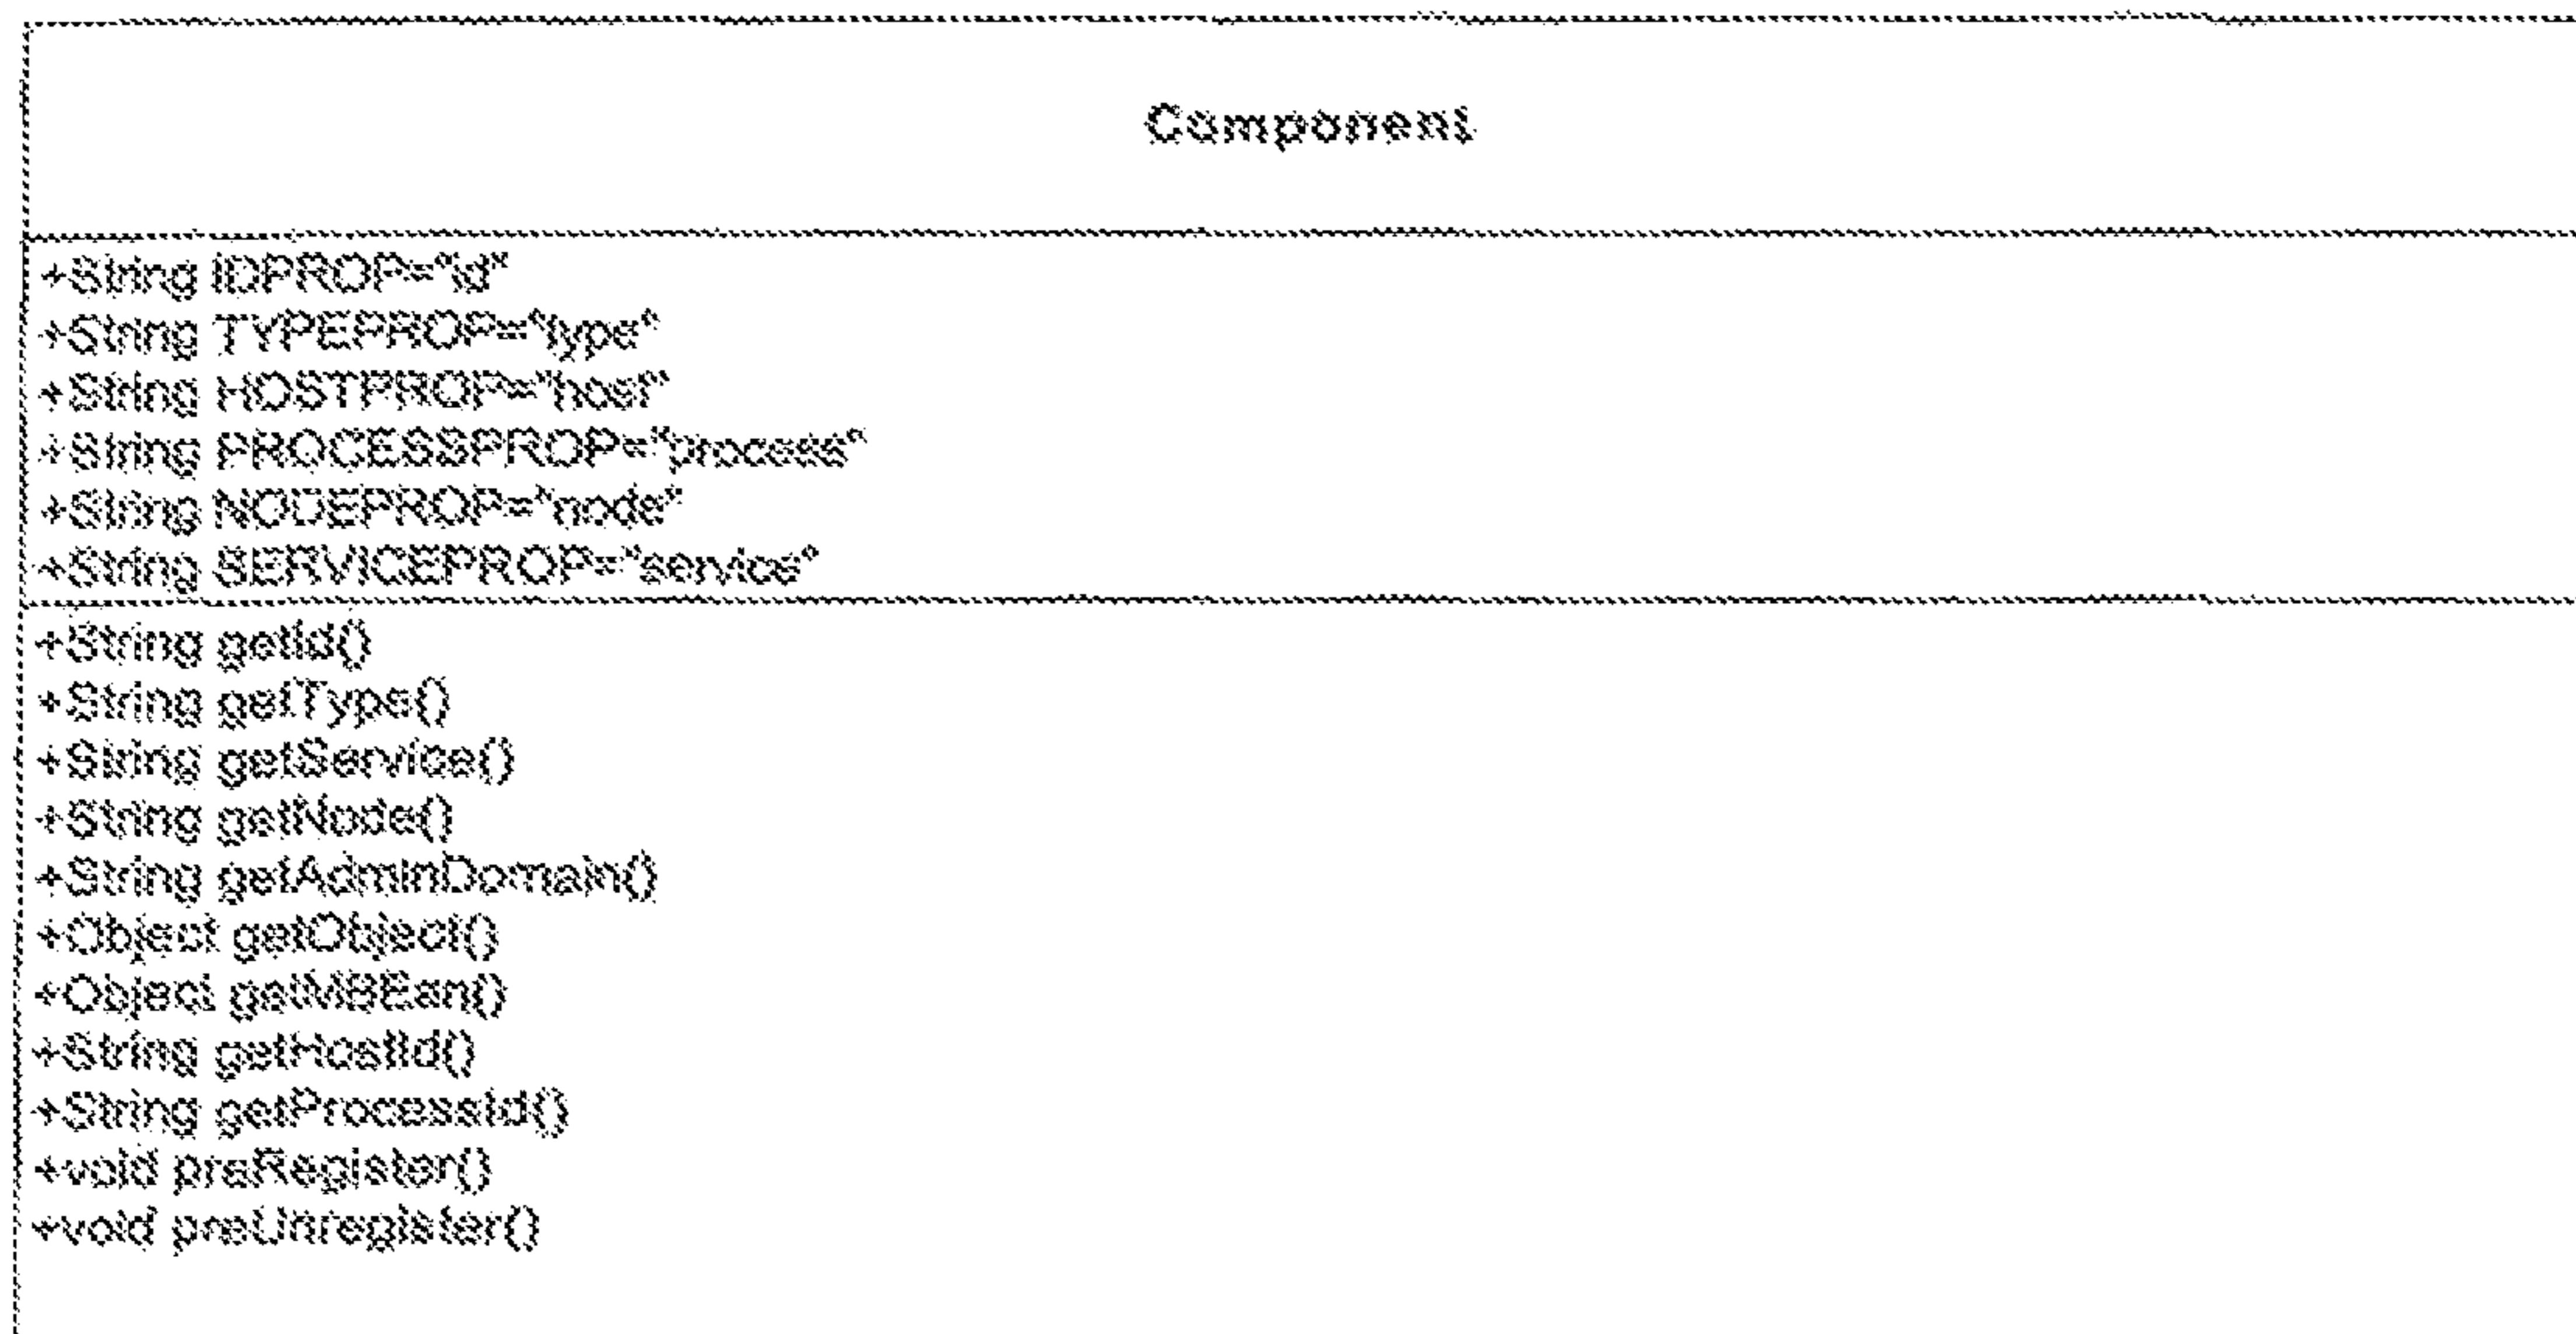 Component
+String IDPROP="id"
+String TYPEPROP="type"
+String HOSTPROP="host"
+String PROCESSPROP="process"
+String NODEPROP="node"
+String SERVICEPROP="service"
+String getId()
+String getType()
+String getService()
+String getNode()
+String getAdminDomain()
+Object getObject()
+Object getMBEan()
+String getHostId()
+String getProcessId()
+void preRegister()
+void preUnregister()